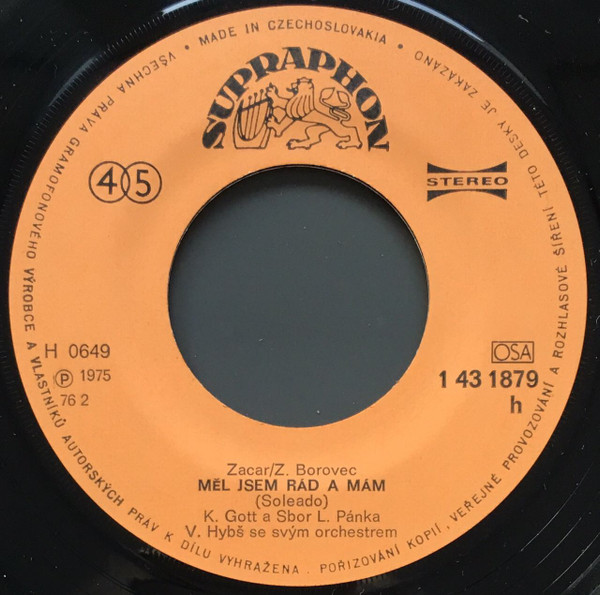 • MADE IN CZECHOSLOVAKIA •
VŠECHNA PRÁVA GRAMOFONOVÉHO VÝROBCE A VLASTNÍKŮ AUTORSKÝCH PRÁV K DÍLU VYHRAŽENA. POŘIZOVÁNÍ KOPIÍ, VEŘEJNÉ PROVOZOVÁNÍ A ROZHLASOVÉ ŠÍŘENÍ TÉTO DESKY JE ZAKÁZÁNO
SUPRAPHON
45
STEREO
H 0649
℗ 1975
76 2
OSA
1 43 1879
h
Zacar/Z. Borovec
MĚL JSEM RÁD A MÁM
(Soleado)
K. Gott a Sbor L. Pánka
V. Hybš se svým orchestrem